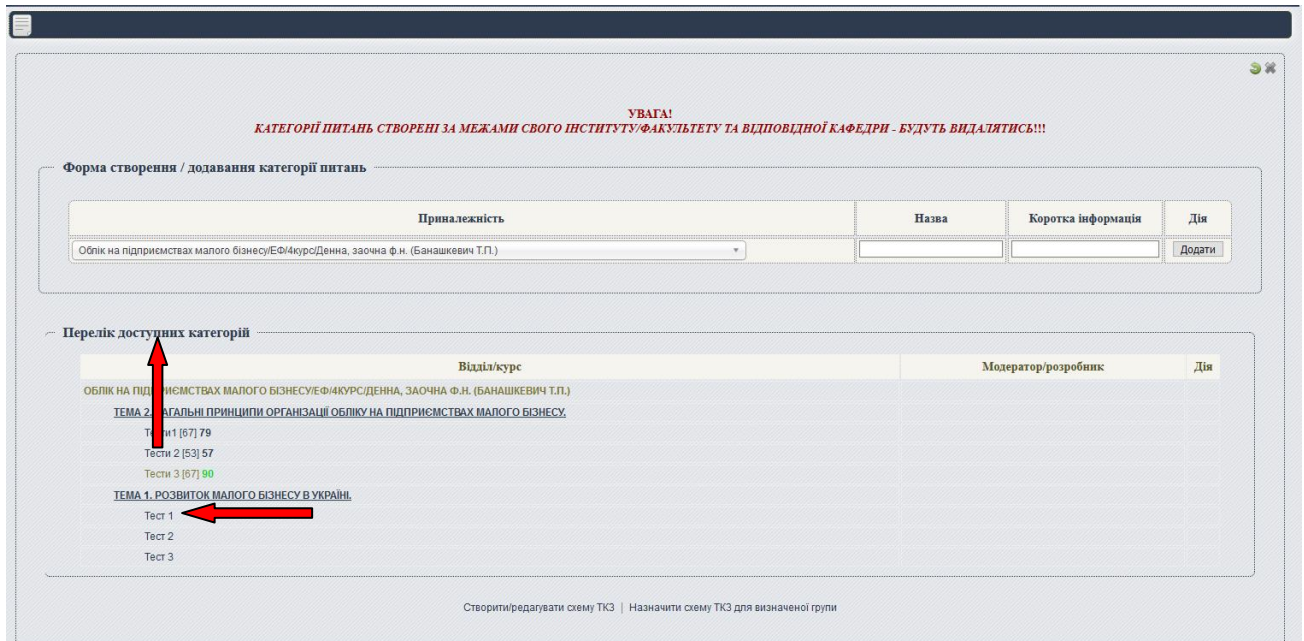 УВАГА!
КАТЕГОРІЇ ПИТАНЬ СТВОРЕНІ ЗА МЕЖАМИ СВОГО ІНСТИТУТУ/ФАКУЛЬТЕТУ ТА ВІДПОВІДНОЇ КАФЕДРИ - БУДУТЬ ВИДАЛЯТИСЬ!!!
Форма створення / додавання категорії питань
Приналежність Назва Коротка інформація Дія
Облік на підприємствах малого бізнесу/ЕФ/4курс/Денна, заочна ф.н. (Банашкевич Т.П.) Додати
Перелік доступних категорій
Відділ/курс Модератор/розробник Дія
ОБЛІК НА ПІДПРИЄМСТВАХ МАЛОГО БІЗНЕСУ/ЕФ/4КУРС/ДЕННА, ЗАОЧНА Ф.Н. (БАНАШКЕВИЧ Т.П.)
ТЕМА 2. ЗАГАЛЬНІ ПРИНЦИПИ ОРГАНІЗАЦІЇ ОБЛІКУ НА ПІДПРИЄМСТВАХ МАЛОГО БІЗНЕСУ.
Тести1 [67] 79
Тести 2 [53] 57
Тести 3 [67] 90
ТЕМА 1. РОЗВИТОК МАЛОГО БІЗНЕСУ В УКРАЇНІ.
Тест 1
Тест 2
Тест 3
Створити/редагувати схему ТКЗ | Назначити схему ТКЗ для визначеної групи